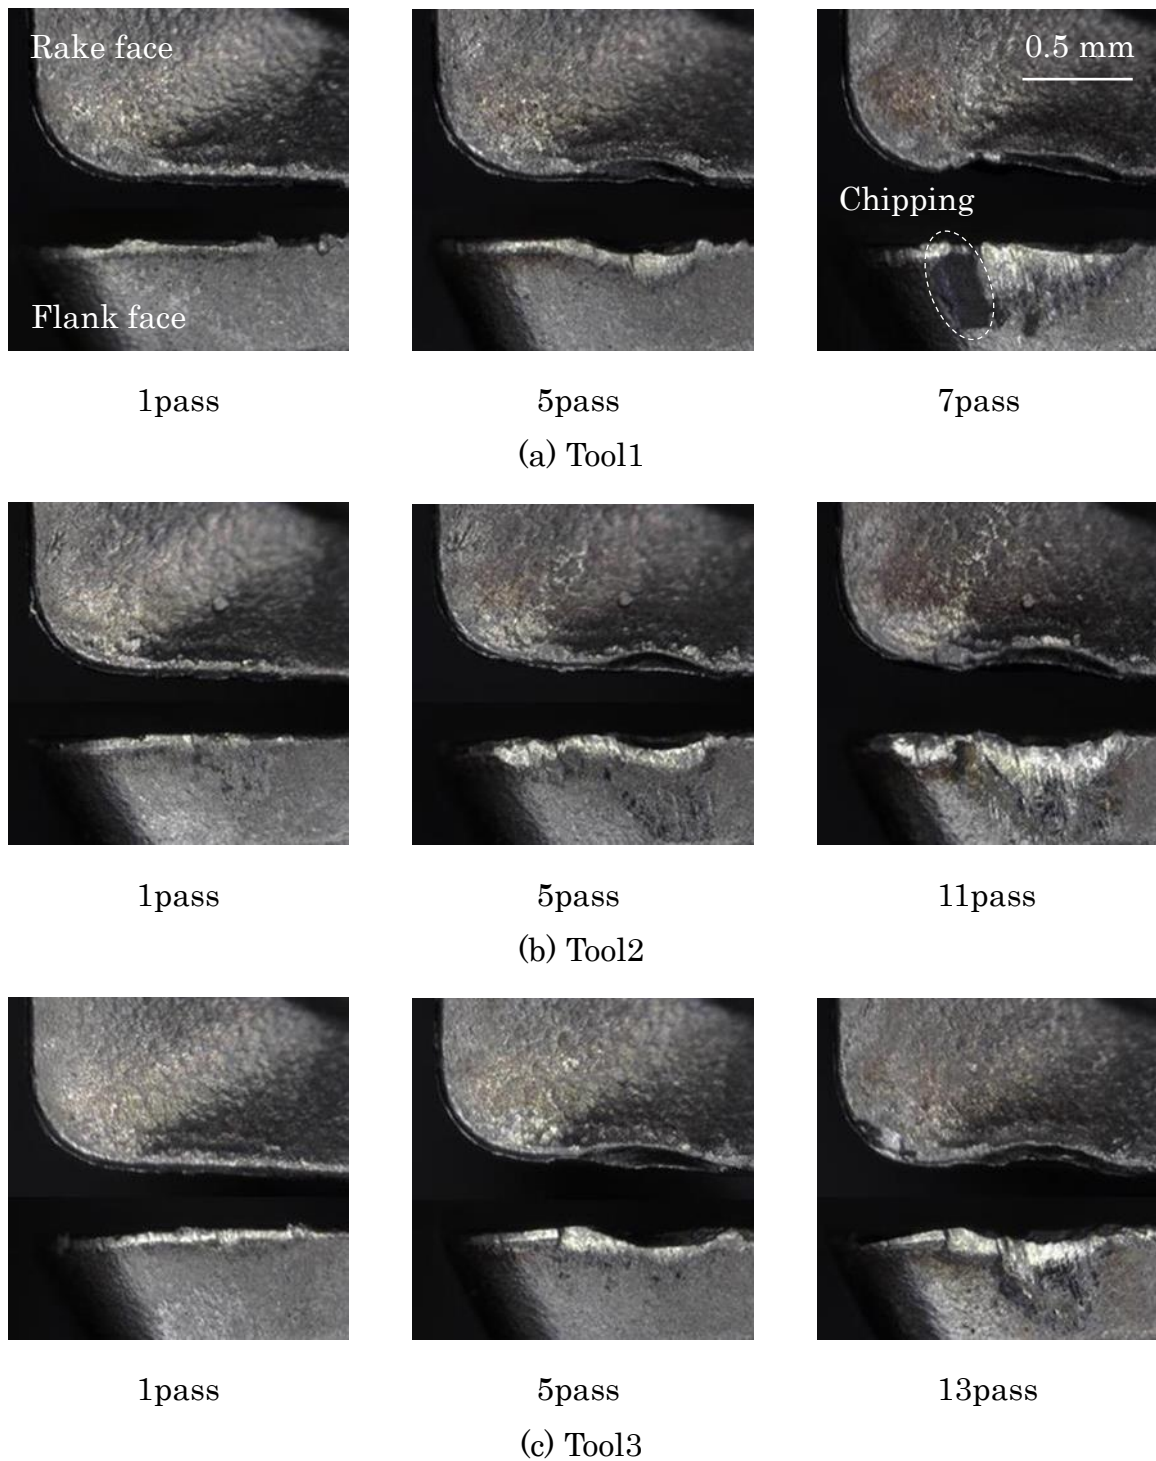 Rake face
0.5 mm
Chipping
Flank face
1pass
5pass
7pass
(a) Tool1
1pass
5pass
11pass
(b) Tool2
1pass
5pass
13pass
(c) Tool3